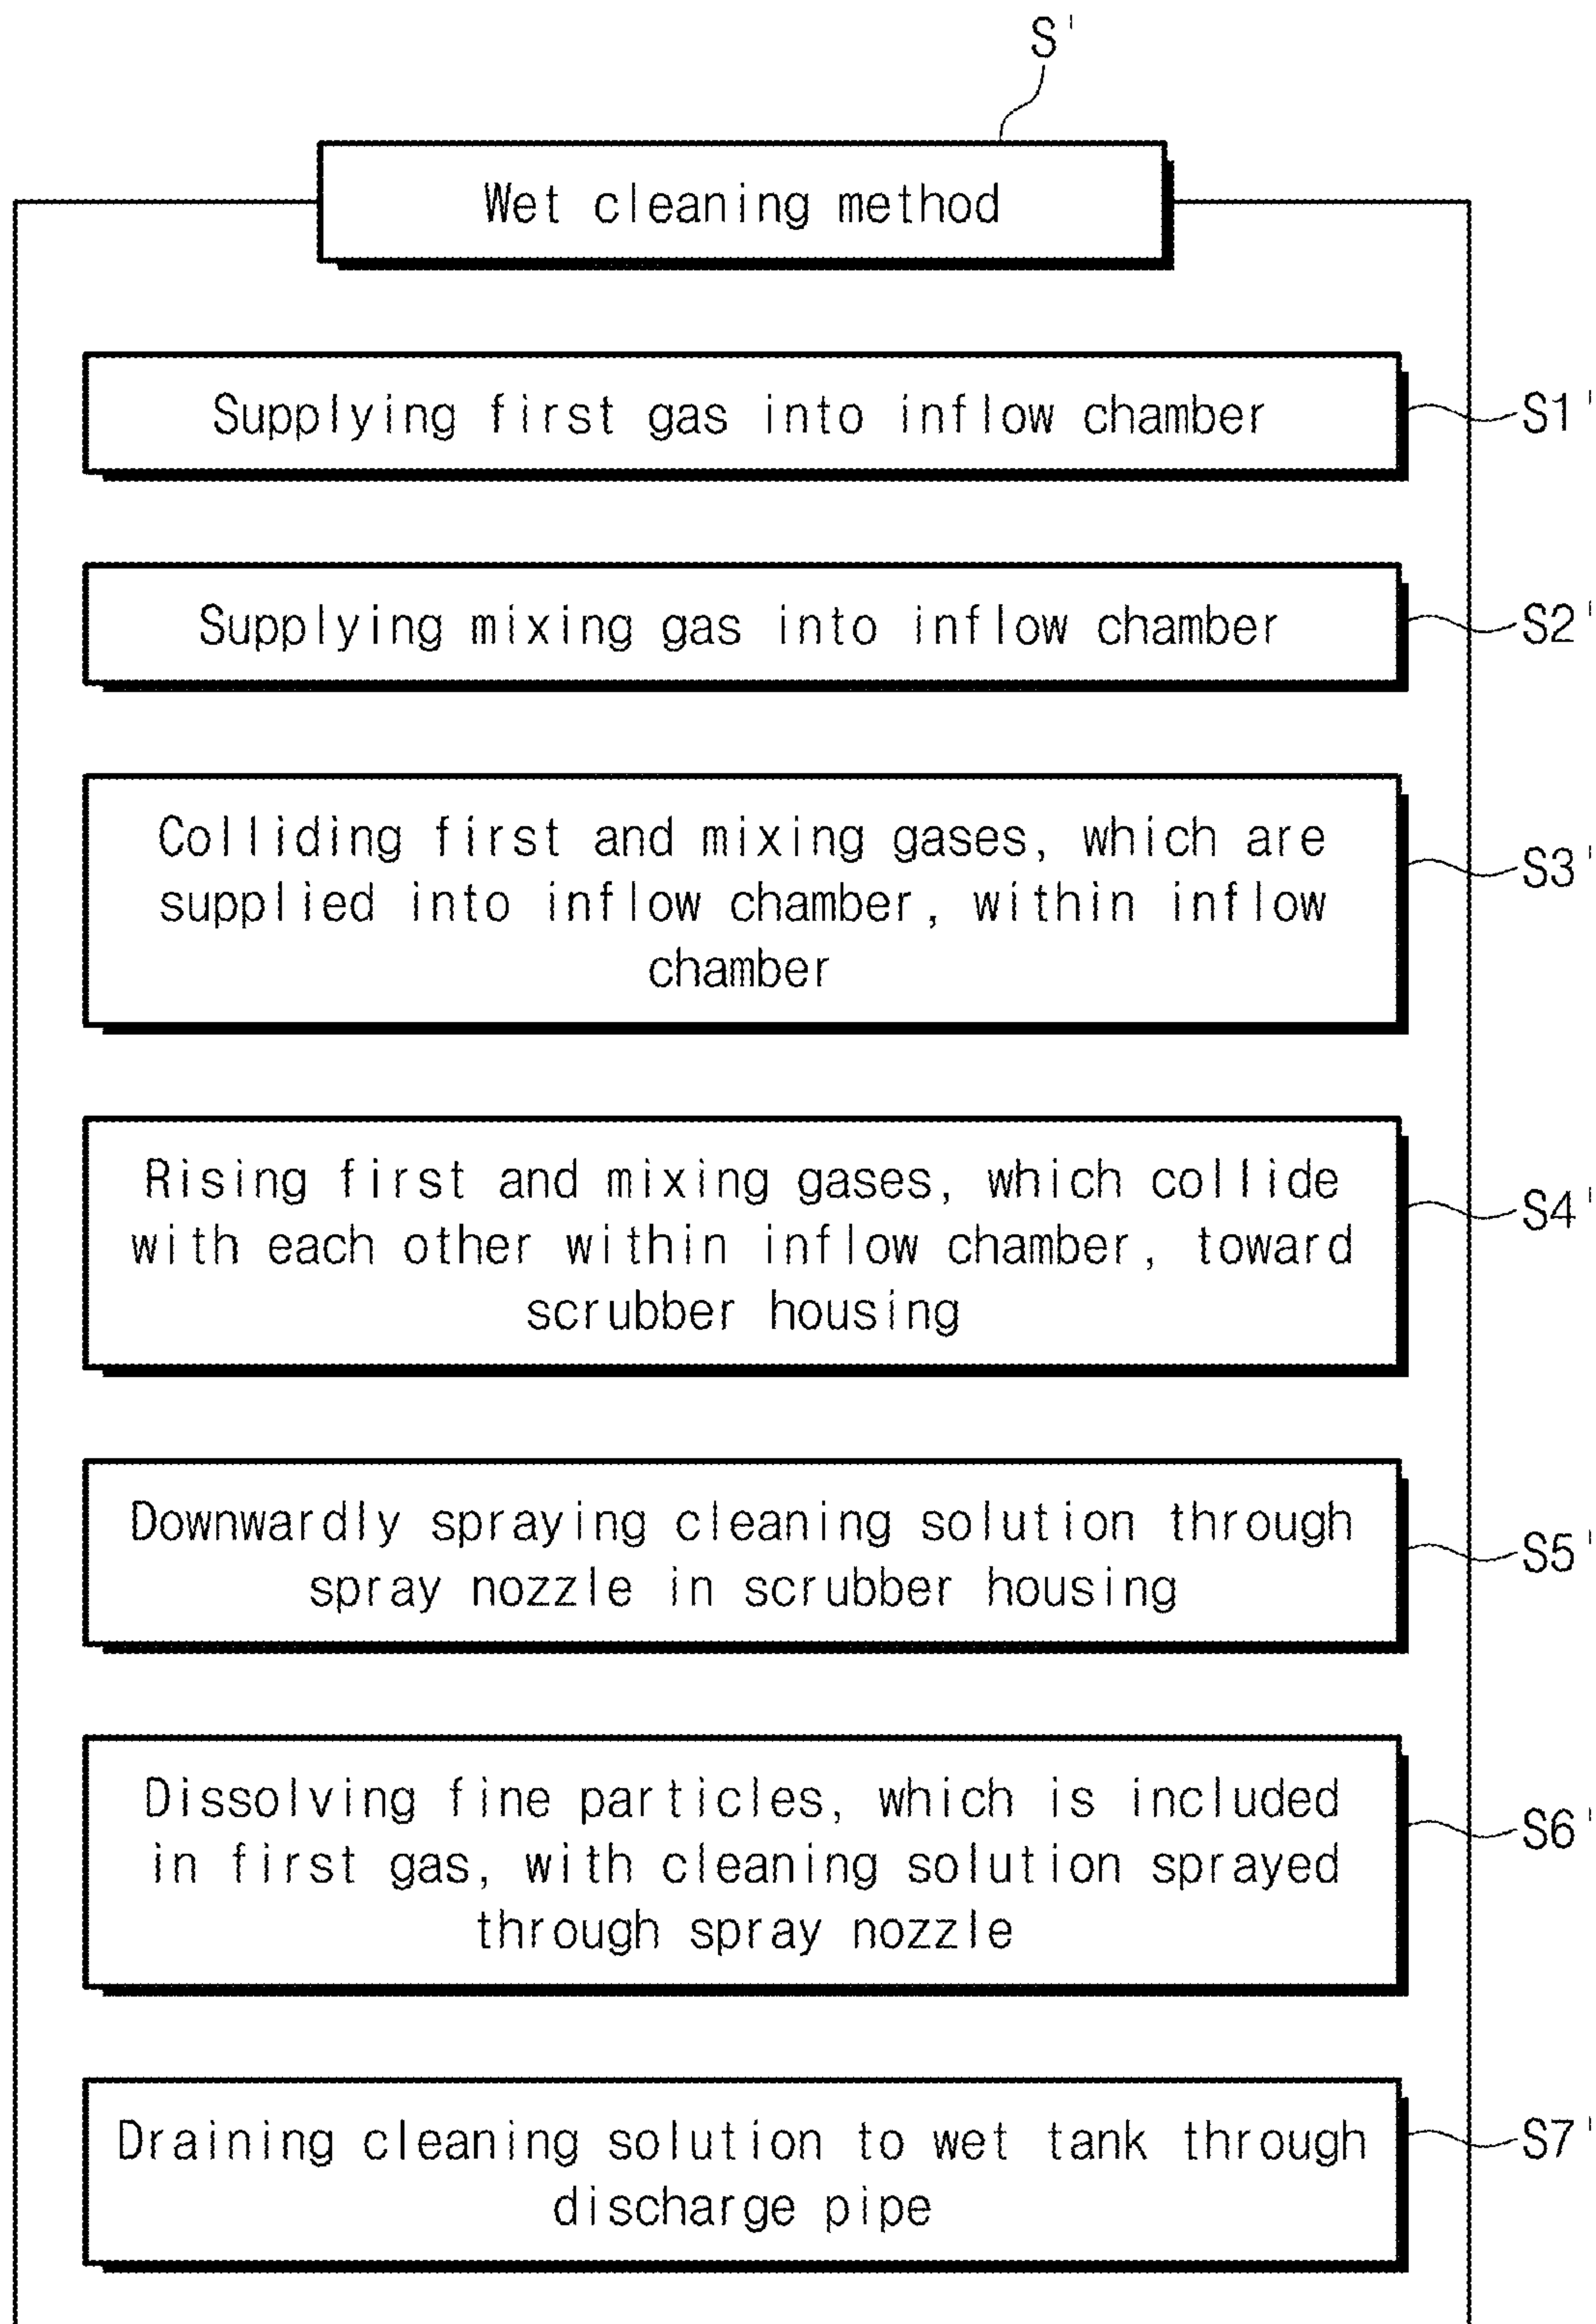 S'
Wet cleaning method
Supplying first gas into inflow chamber
S1'
Supplying mixing gas into inflow chamber
S2'
Colliding first and mixing gases, which are
supplied into inflow chamber, within inflow
chamber
S3'
Rising first and mixing gases, which collide
with each other within inflow chamber, toward
scrubber housing
S4'
Downwardly spraying cleaning solution through
spray nozzle in scrubber housing
S5'
Dissolving fine particles, which is included
in first gas, with cleaning solution sprayed
through spray nozzle
S6'
Draining cleaning solution to wet tank through
discharge pipe
S7'